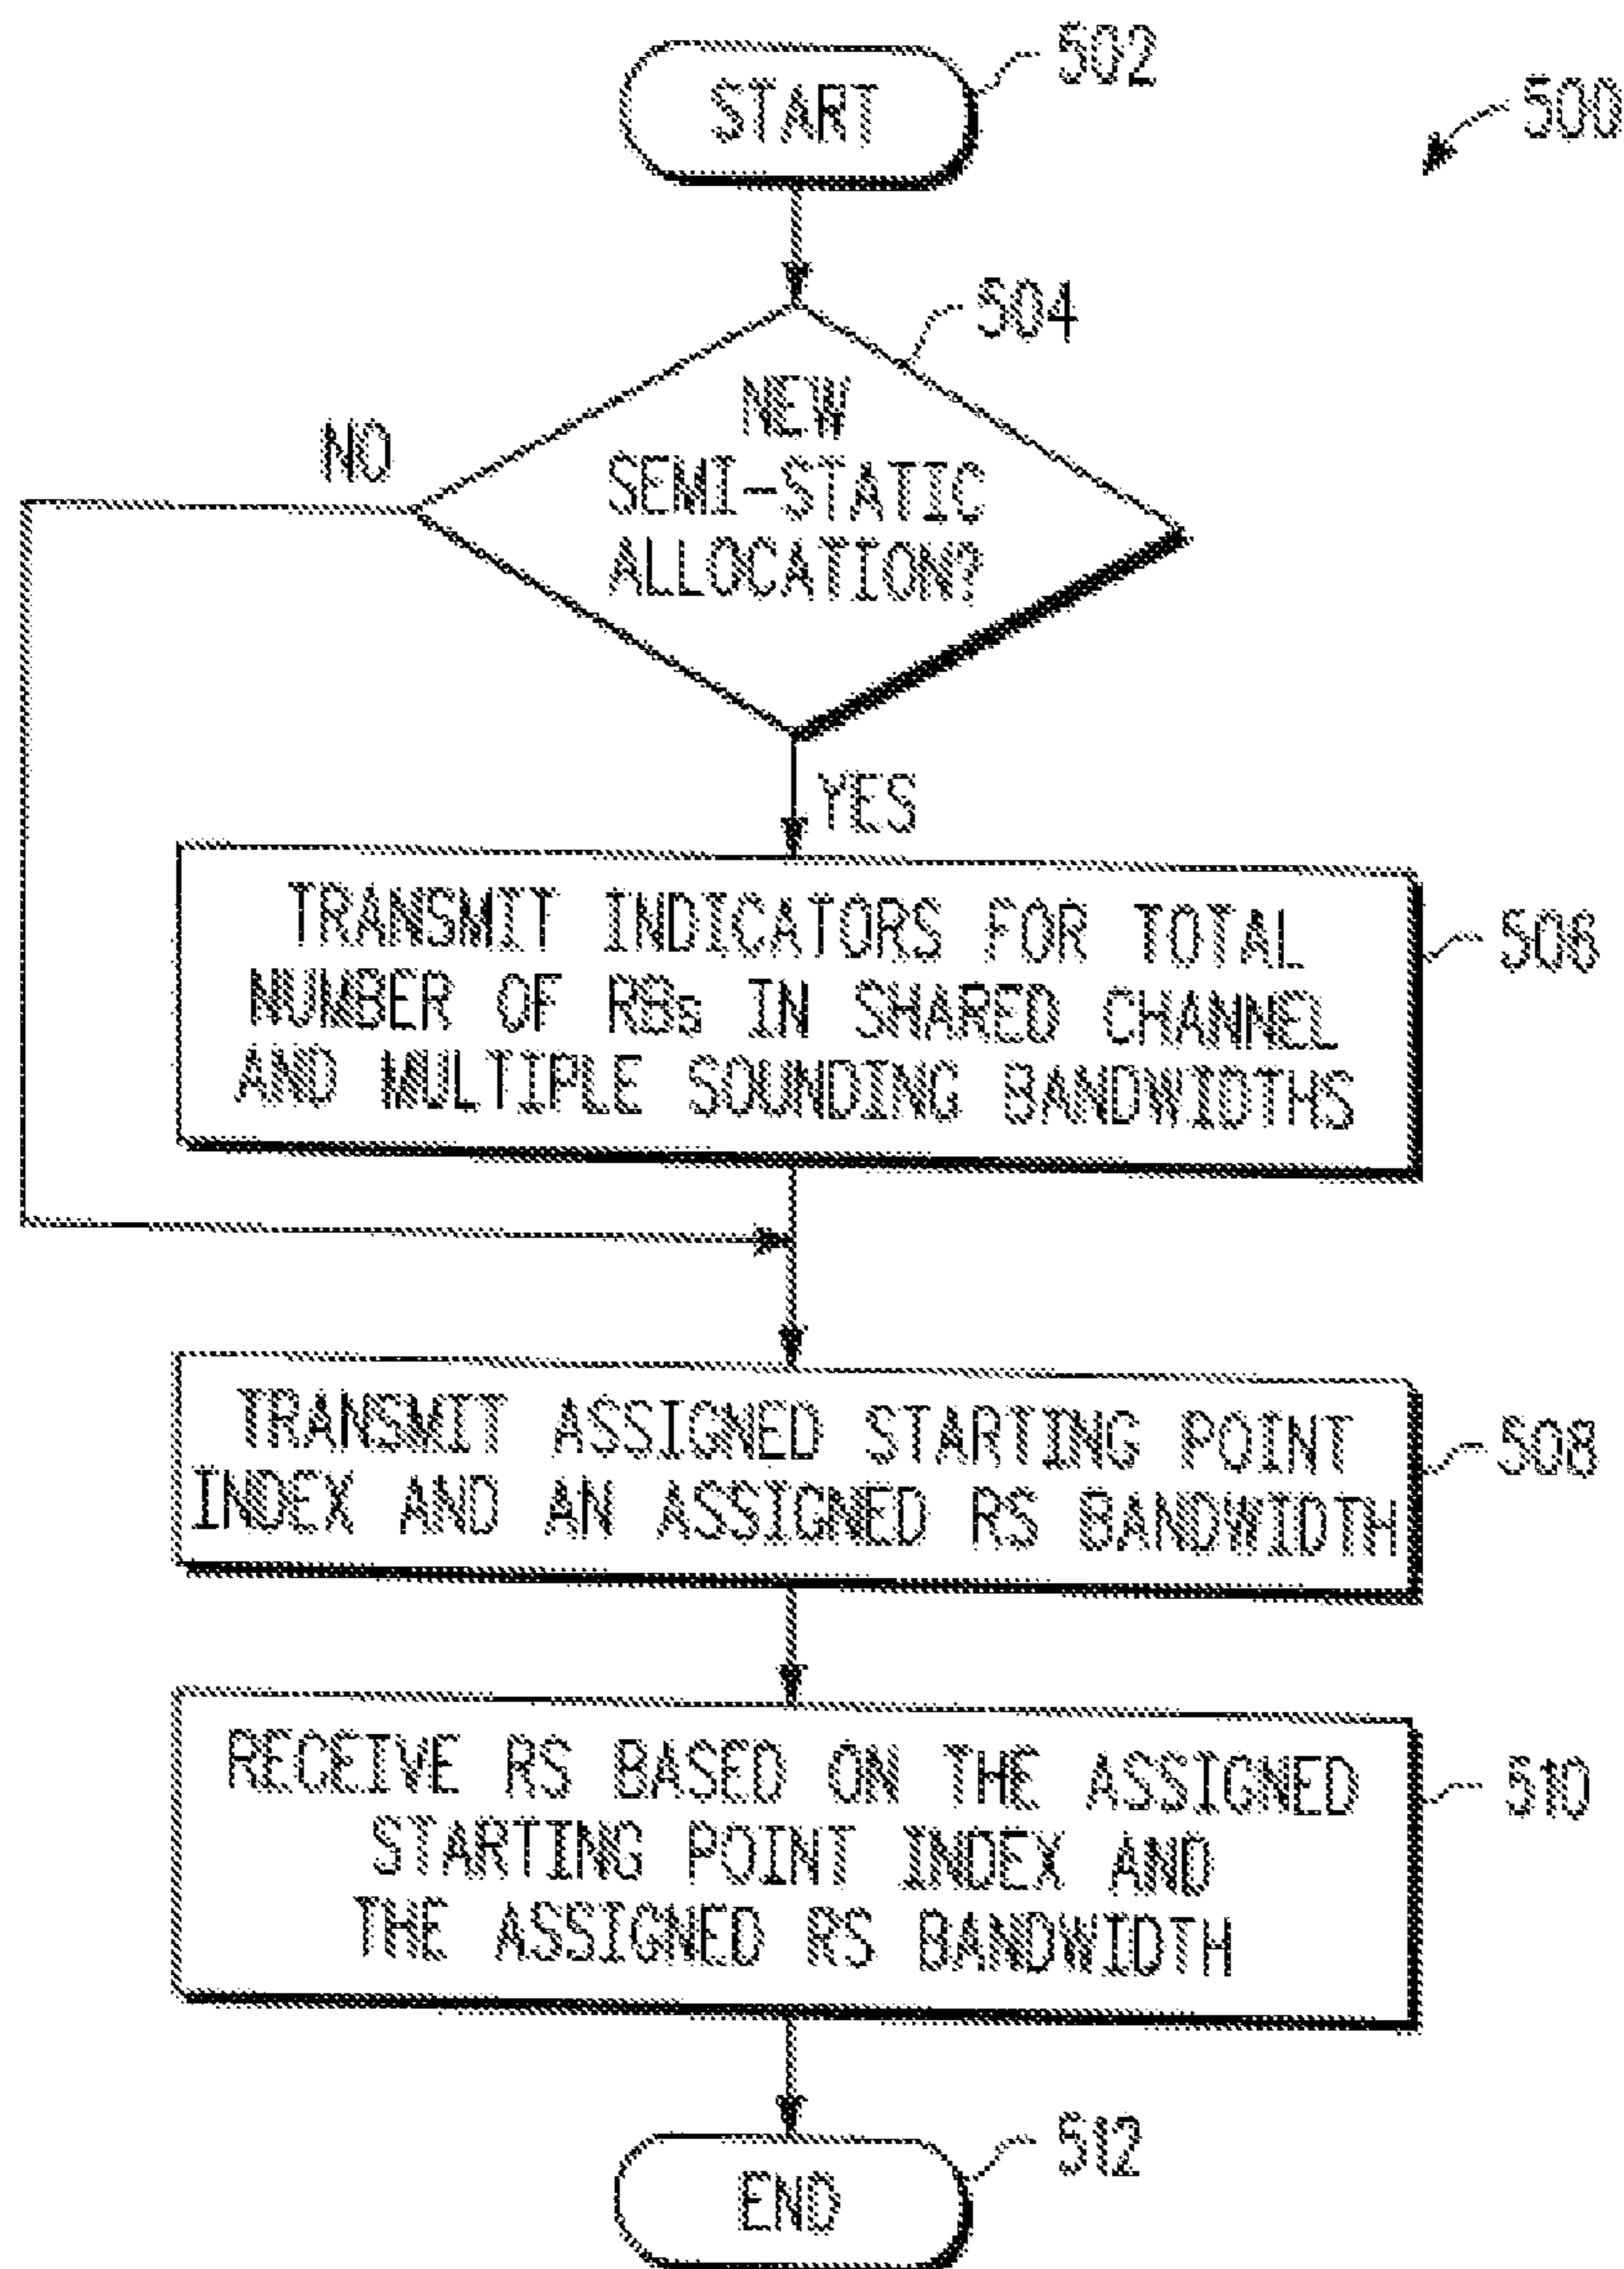 502
START
500
504
NEW
SEMI-STATIC
ALLOCATION?
NO
YES
TRANSMIT INDICATORS FOR TOTAL
NUMBER OF RBs IN SHARED CHANNEL
AND MULTIPLE SOUNDING BANDWIDTHS
506
TRANSMIT ASSIGNED STARTING POINT
INDEX AND AN ASSIGNED RS BANDWIDTH
508
RECEIVE RS BASED ON THE ASSIGNED
STARTING POINT INDEX AND
THE ASSIGNED RS BANDWIDTH
510
512
END